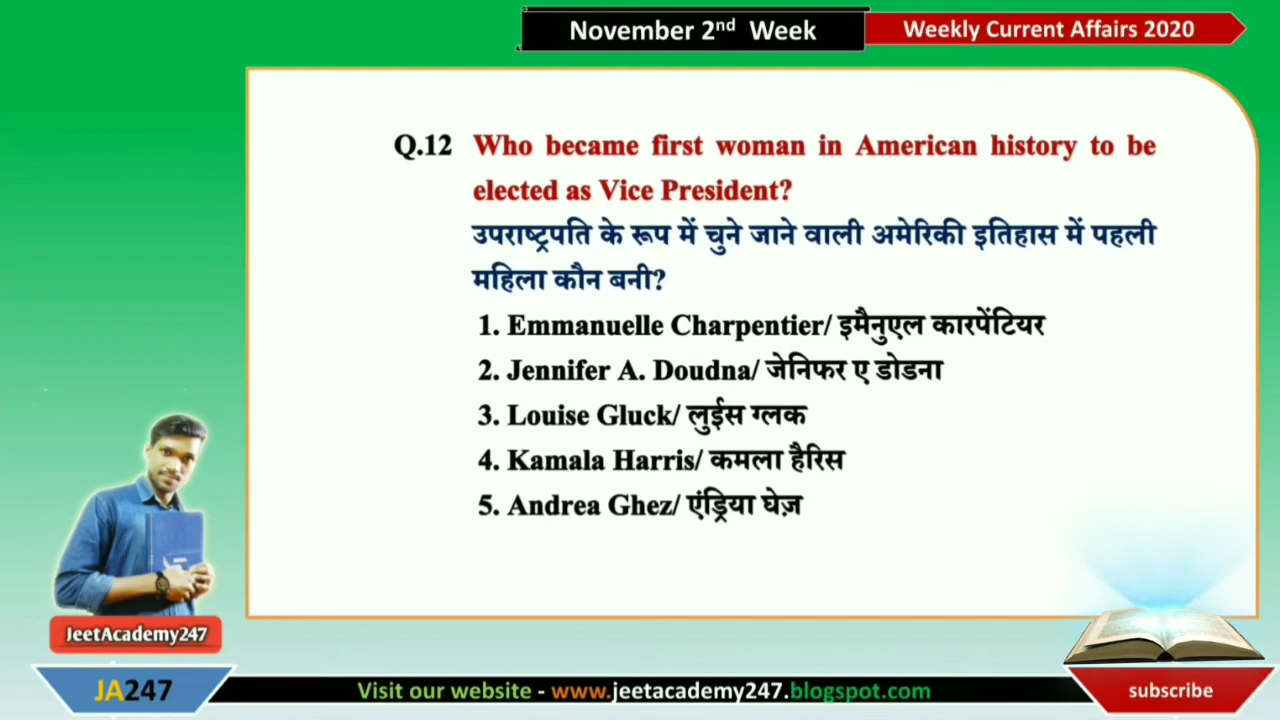 November 2nd Week
Weekly Current Affairs 2020
Q.12 Who became first woman in American history to be
elected as Vice President?
उपराष्ट्रपति के रूप में चुने जाने वाली अमेरिकी इतिहास में पहली
महिला कौन बनी?
1. Emmanuelle Charpentier/ इमैनुएल कारपेंटियर
2. Jennifer A. Doudna/ जेनिफर ए डोडना
3. Louise Gluck/ लुईस ग्लक
4. Kamala Harris/ कमला हैरिस
5. Andrea Ghez/ एंड्रिया घेज़
JeetAcademy247
JA247
Visit our website - www.jeetacademy247.blogspot.com
subscribe